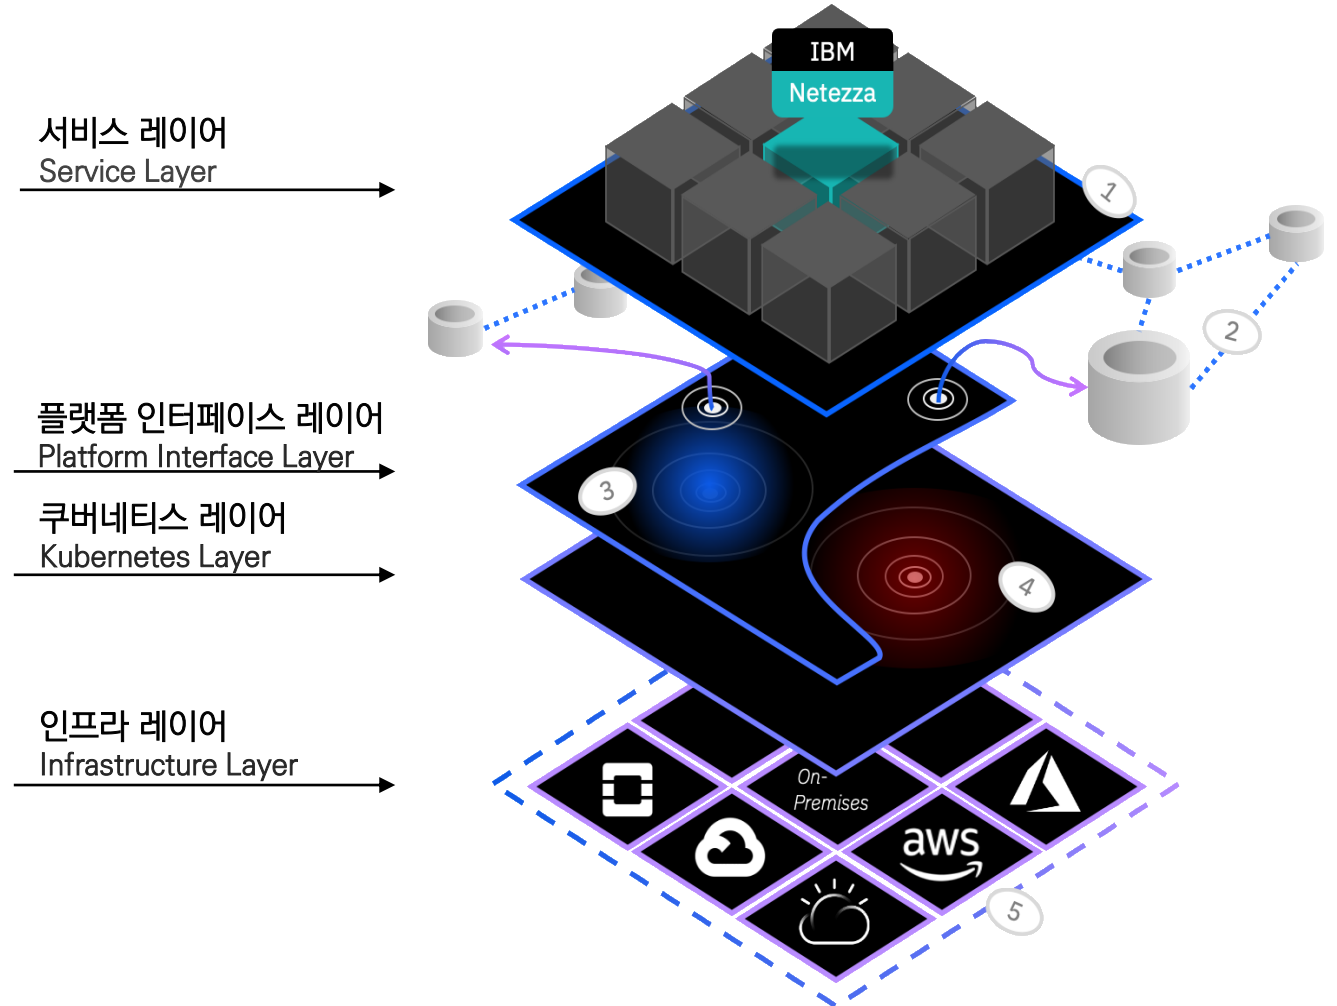 IBM
Netezza
서비스 레이어
Service Layer
1
2
플랫폼 인터페이스 레이어
Platform Interface Layer
3
쿠버네티스 레이어
Kubernetes Layer
4
인프라 레이어
Infrastructure Layer
On-
Premises
aws
5